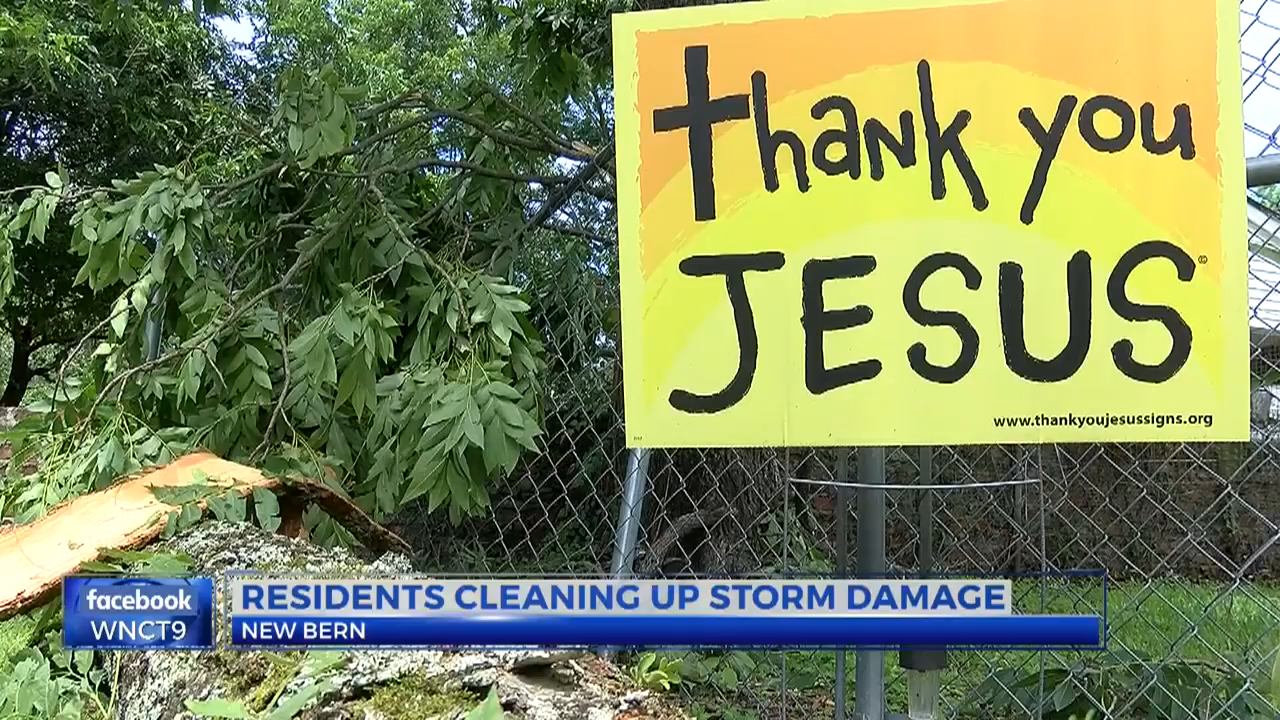 thank you
JESUS©
www.thankyoujesussigns.org
facebook
WNCT9
RESIDENTS CLEANING UP STORM DAMAGE
NEW BERN